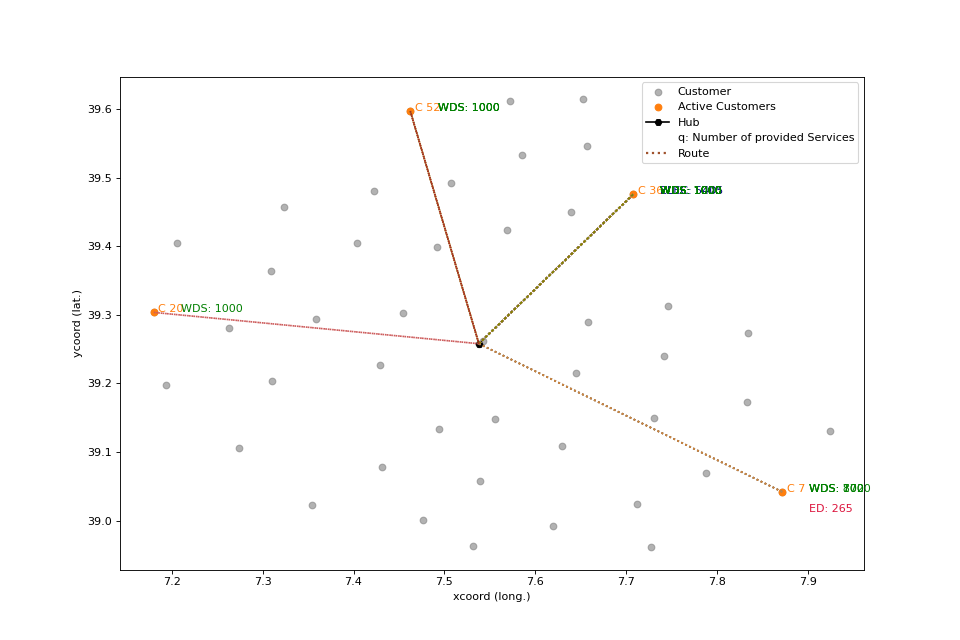 Customer
Active Customers
Hub
q: Number of provided Services
Route
39.6
39.5
39.4
39.3
39.2
39.1
39.0
ycoord (lat.)
C 52
WDS: 1000
C 20
WDS: 1000
C 7
WDS:
ED: 265
7.2
7.3
7.4
7.5
7.6
7.7
7.8
7.9
xcoord (long.)